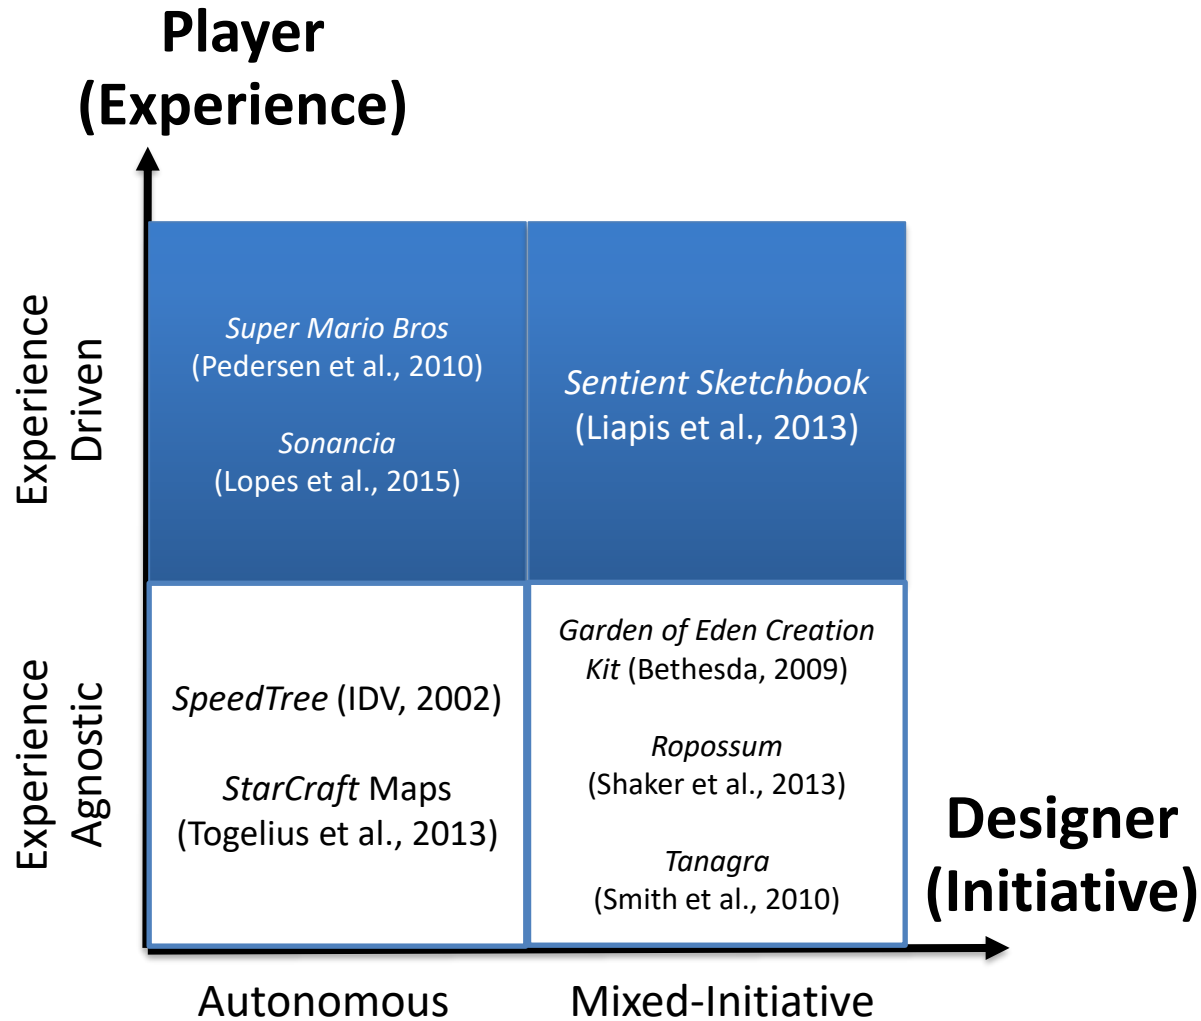 Player
(Experience)
Experience
Driven
Super Mario Bros
(Pedersen et al., 2010)
Sonancia
(Lopes et al., 2015)
Sentient Sketchbook
(Liapis et al., 2013)
Experience
Agnostic
SpeedTree (IDV, 2002)
StarCraft Maps
(Togelius et al., 2013)
Garden of Eden Creation
Kit (Bethesda, 2009)
Ropossum
(Shaker et al., 2013)
Tanagra
(Smith et al., 2010)
Designer
(Initiative)
Autonomous
Mixed-Initiative